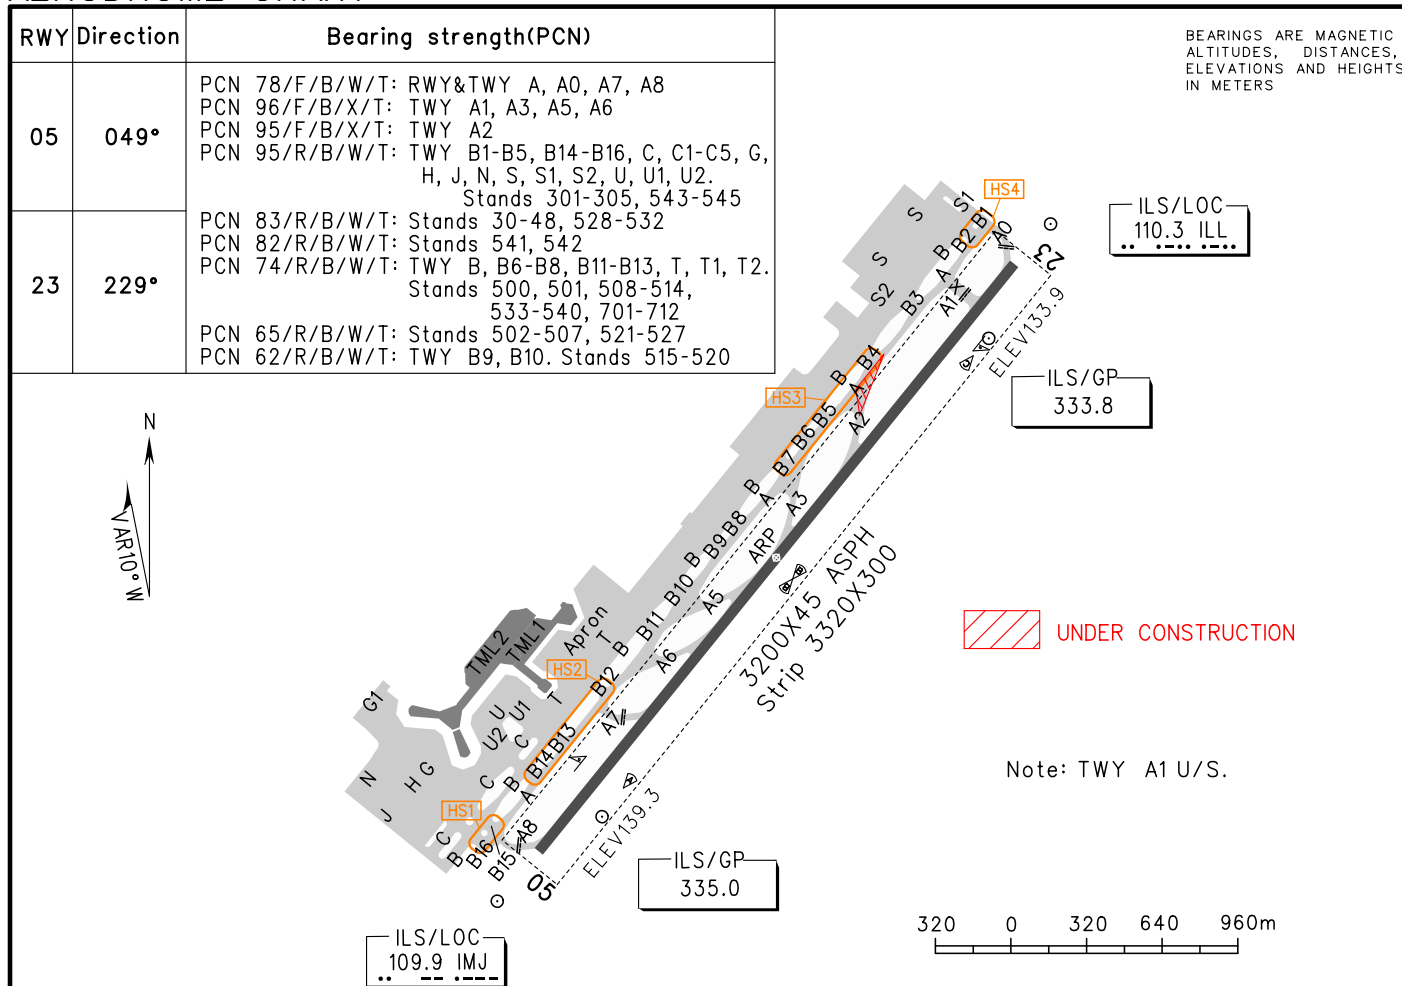 RWY Direction Bearing strength(PCN)
05 049°
PCN 78/F/B/W/T: RWY&TWY A, A0, A7, A8
PCN 96/F/B/X/T: TWY A1, A3, A5, A6
PCN 95/F/B/X/T: TWY A2
PCN 95/R/B/W/T: TWY B1-B5, B14-B16, C, C1-C5, G,
H, J, N, S, S1, S2, U, U1, U2.
Stands 301-305, 543-545
23 229°
PCN 83/R/B/W/T: Stands 30-48, 528-532
PCN 82/R/B/W/T: Stands 541, 542
PCN 74/R/B/W/T: TWY B, B6-B8, B11-B13, T, T1, T2.
Stands 500, 501, 508-514,
533-540, 701-712
PCN 65/R/B/W/T: Stands 502-507, 521-527
PCN 62/R/B/W/T: TWY B9, B10. Stands 515-520
BEARINGS ARE MAGNETIC
ALTITUDES, DISTANCES,
ELEVATIONS AND HEIGHTS
IN METERS
HS4
S1
B1
S
B2
A0
B
23
ILS/LOC
110.3 ILL
S
A
S2
B3
A1
X
ELEV133.9
B4
B
A
ILS/GP
333.8
HS3
B5
A2
B6
B7
B
A
A3
N
VAR10°W
B8
B9
ARP
B
B10
A5
3200X45 ASPH
Strip 3320X300
B11
Apron
T
B
A6
TML2
TML1
HS2
B12
UNDER CONSTRUCTION
G1
U
U1
T
A7
U2
C
B13
B14
N
H
G
C
B
A
J
HS1
ELEV139.3
Note: TWY A1 U/S.
C
B
B16
A8
B15
05
ILS/GP
335.0
ILS/LOC
109.9 IMJ
320 0 320 640 960m